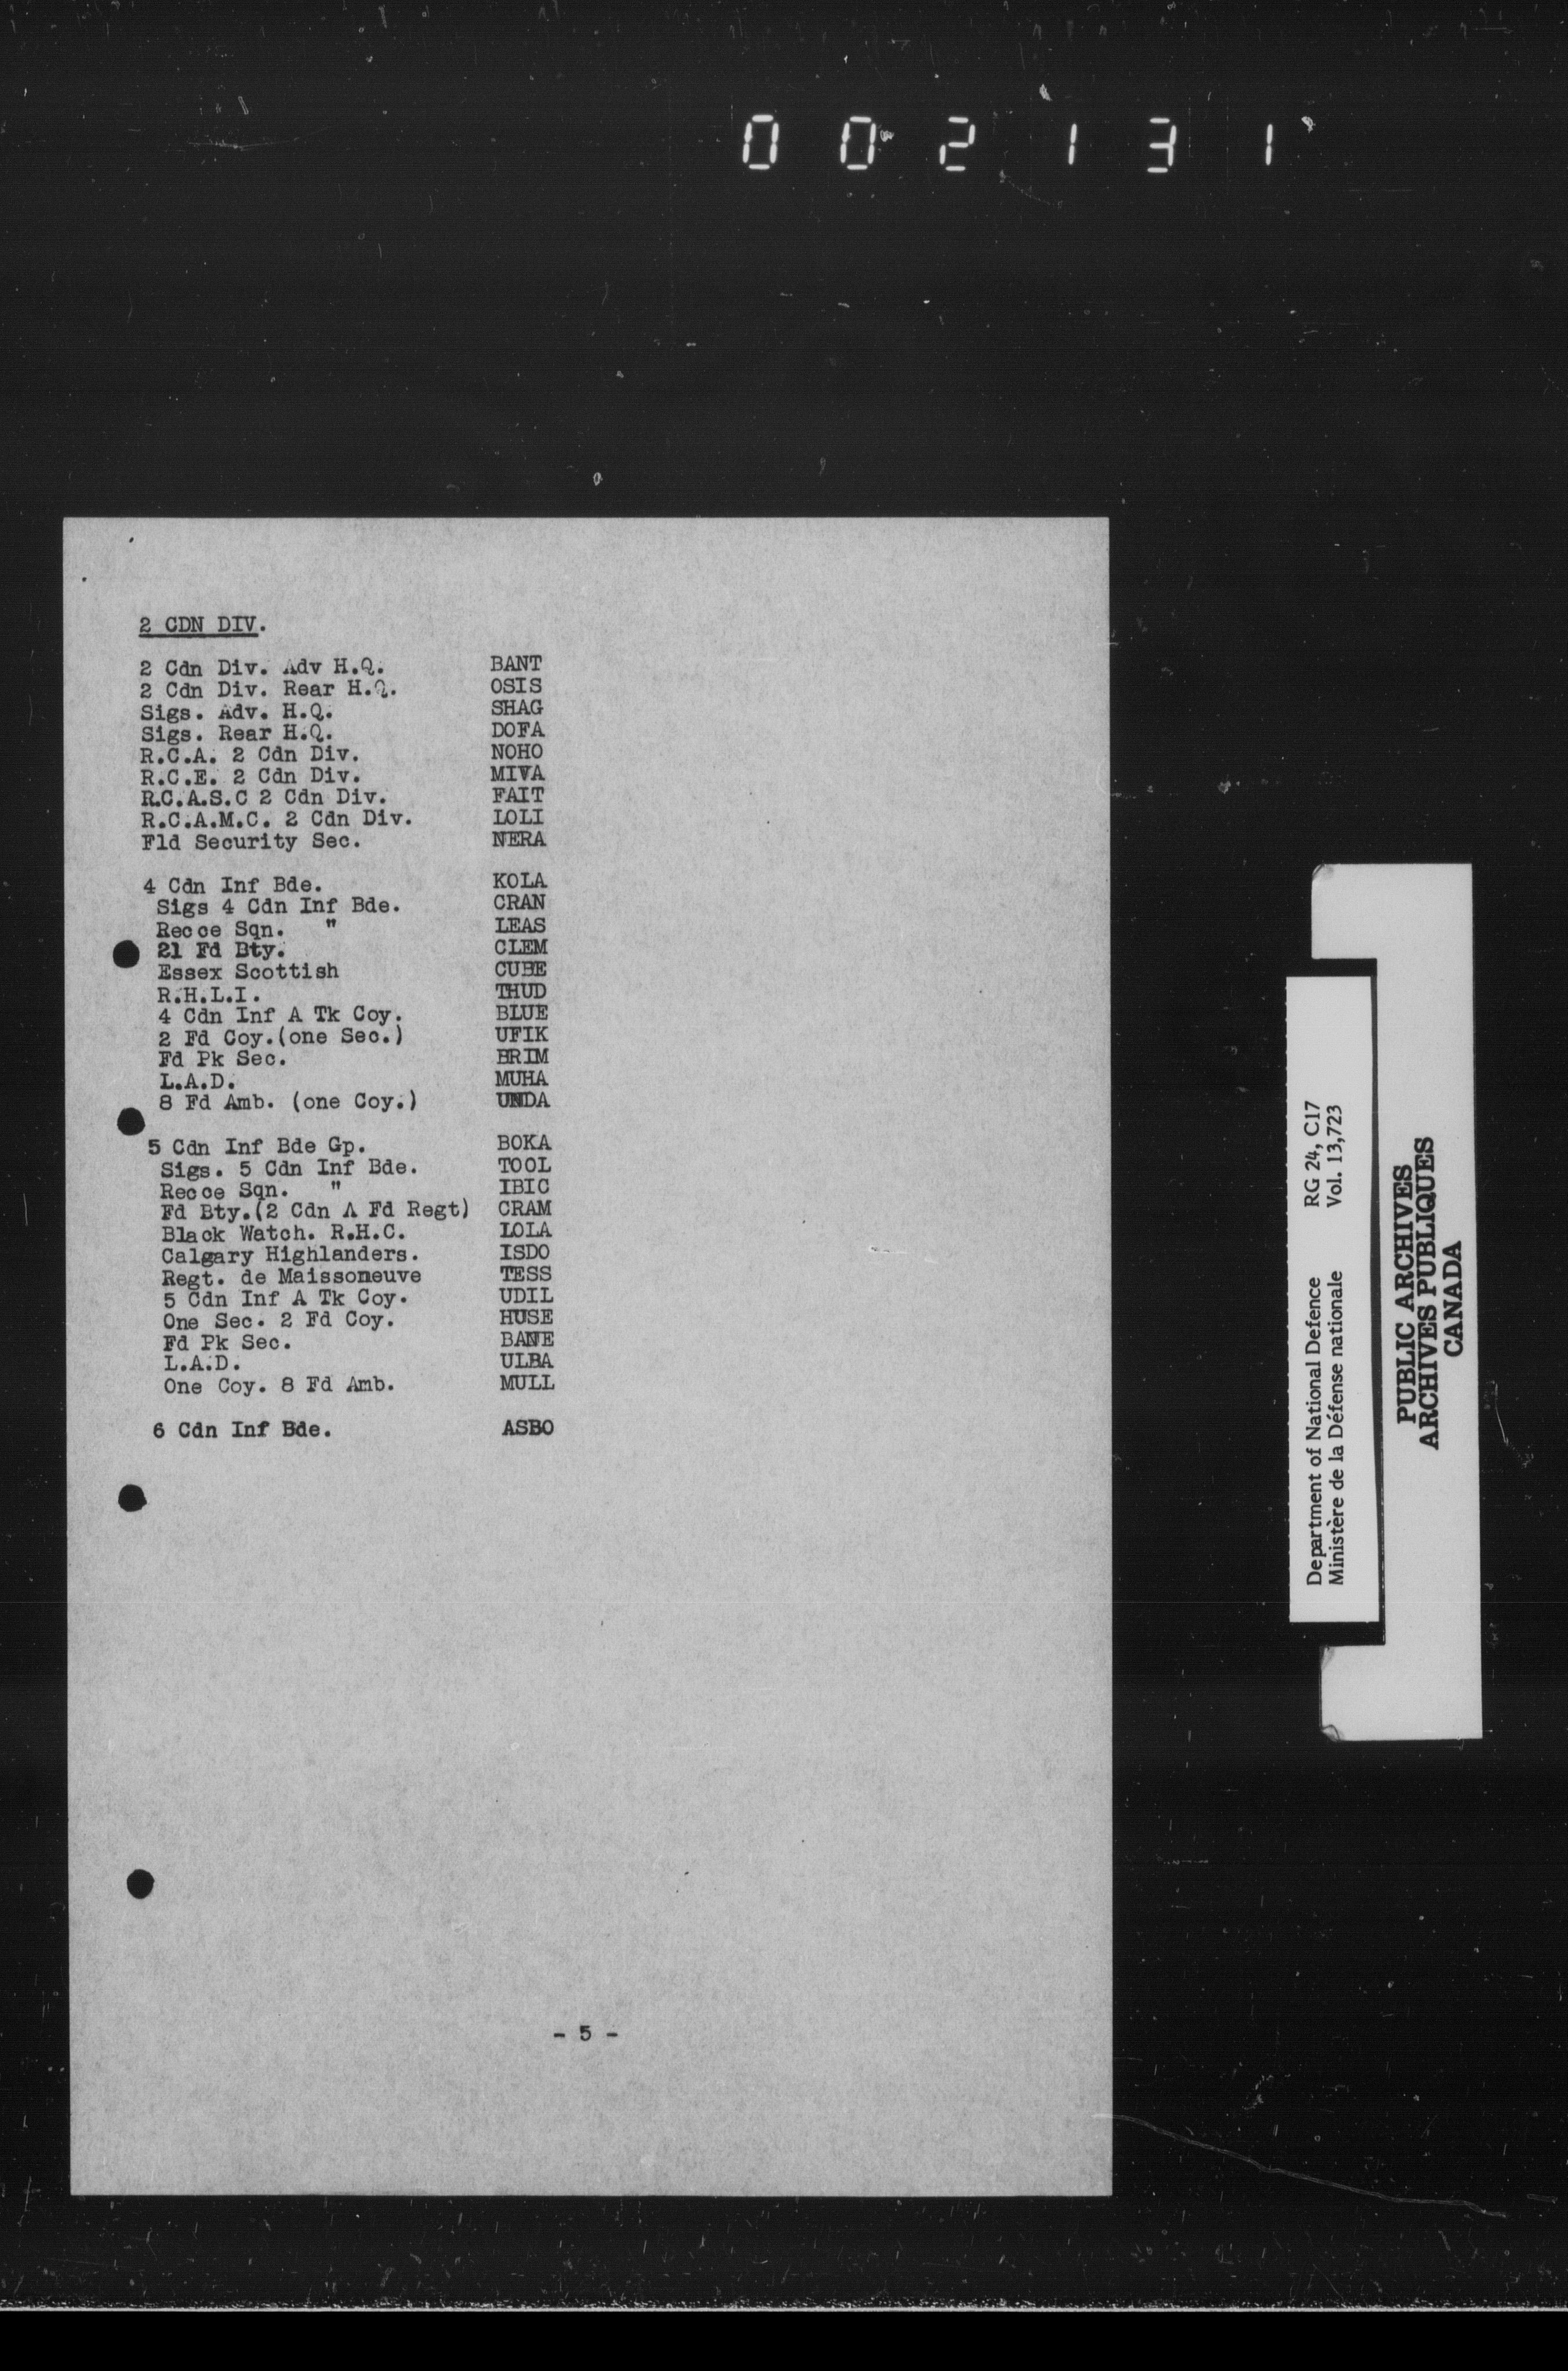 002131
2 CDN DIV.
2 Cdn Div. Adv H.Q. BANT
2 Cdn Div. Rear H.Q. OSIS
Sigs. Adv. H.Q. SHAG
Sigs. Rear H.Q. DOFA
R.C.A. 2 Cdn Div. NOHO
R.C.E. 2 Cdn Div. MIVA
R.C.A.S.C 2 Cdn Div. FAIT
R.C.A.M.C. 2 Cdn Div. LOLI
Fld Security Sec. NERA
4 Cdn Inf Bde. KOLA
Sigs 4 Cdn Inf Bde. CRAN
Recce Sqn. " LEAS
21 Fd Bty. CLEM
Essex Scottish CUBE
R.H.L.I. THUD
4 Cdn Inf A Tk Coy. BLUE
2 Fd Coy.(one Sec.) UFIK
Fd Pk Sec. BRIM
L.A.D. MUHA
8 Fd Amb. (one Coy.) UNDA
5 Cdn Inf Bde Gp. BOKA
Sigs. 5 Cdn Inf Bde. TOOL
Recce Sqn. " IBIC
Fd Bty.(2 Cdn A Fd Regt) CRAM
Black Watch. R.H.C. LOLA
Calgary Highlanders. ISDO
Regt. de Maissoneuve TESS
5 Cdn Inf A Tk Coy. UDIL
One Sec. 2 Fd Coy. HUSE
Fd Pk Sec. BANE
L.A.D. ULBA
One Coy. 8 Fd Amb. MULL
6 Cdn Inf Bde. ASBO
- 5 -
Department of National Defence RG 24, C17
Ministère de la Défense nationale Vol. 13,723
PUBLIC ARCHIVES
ARCHIVES PUBLIQUES
CANADA